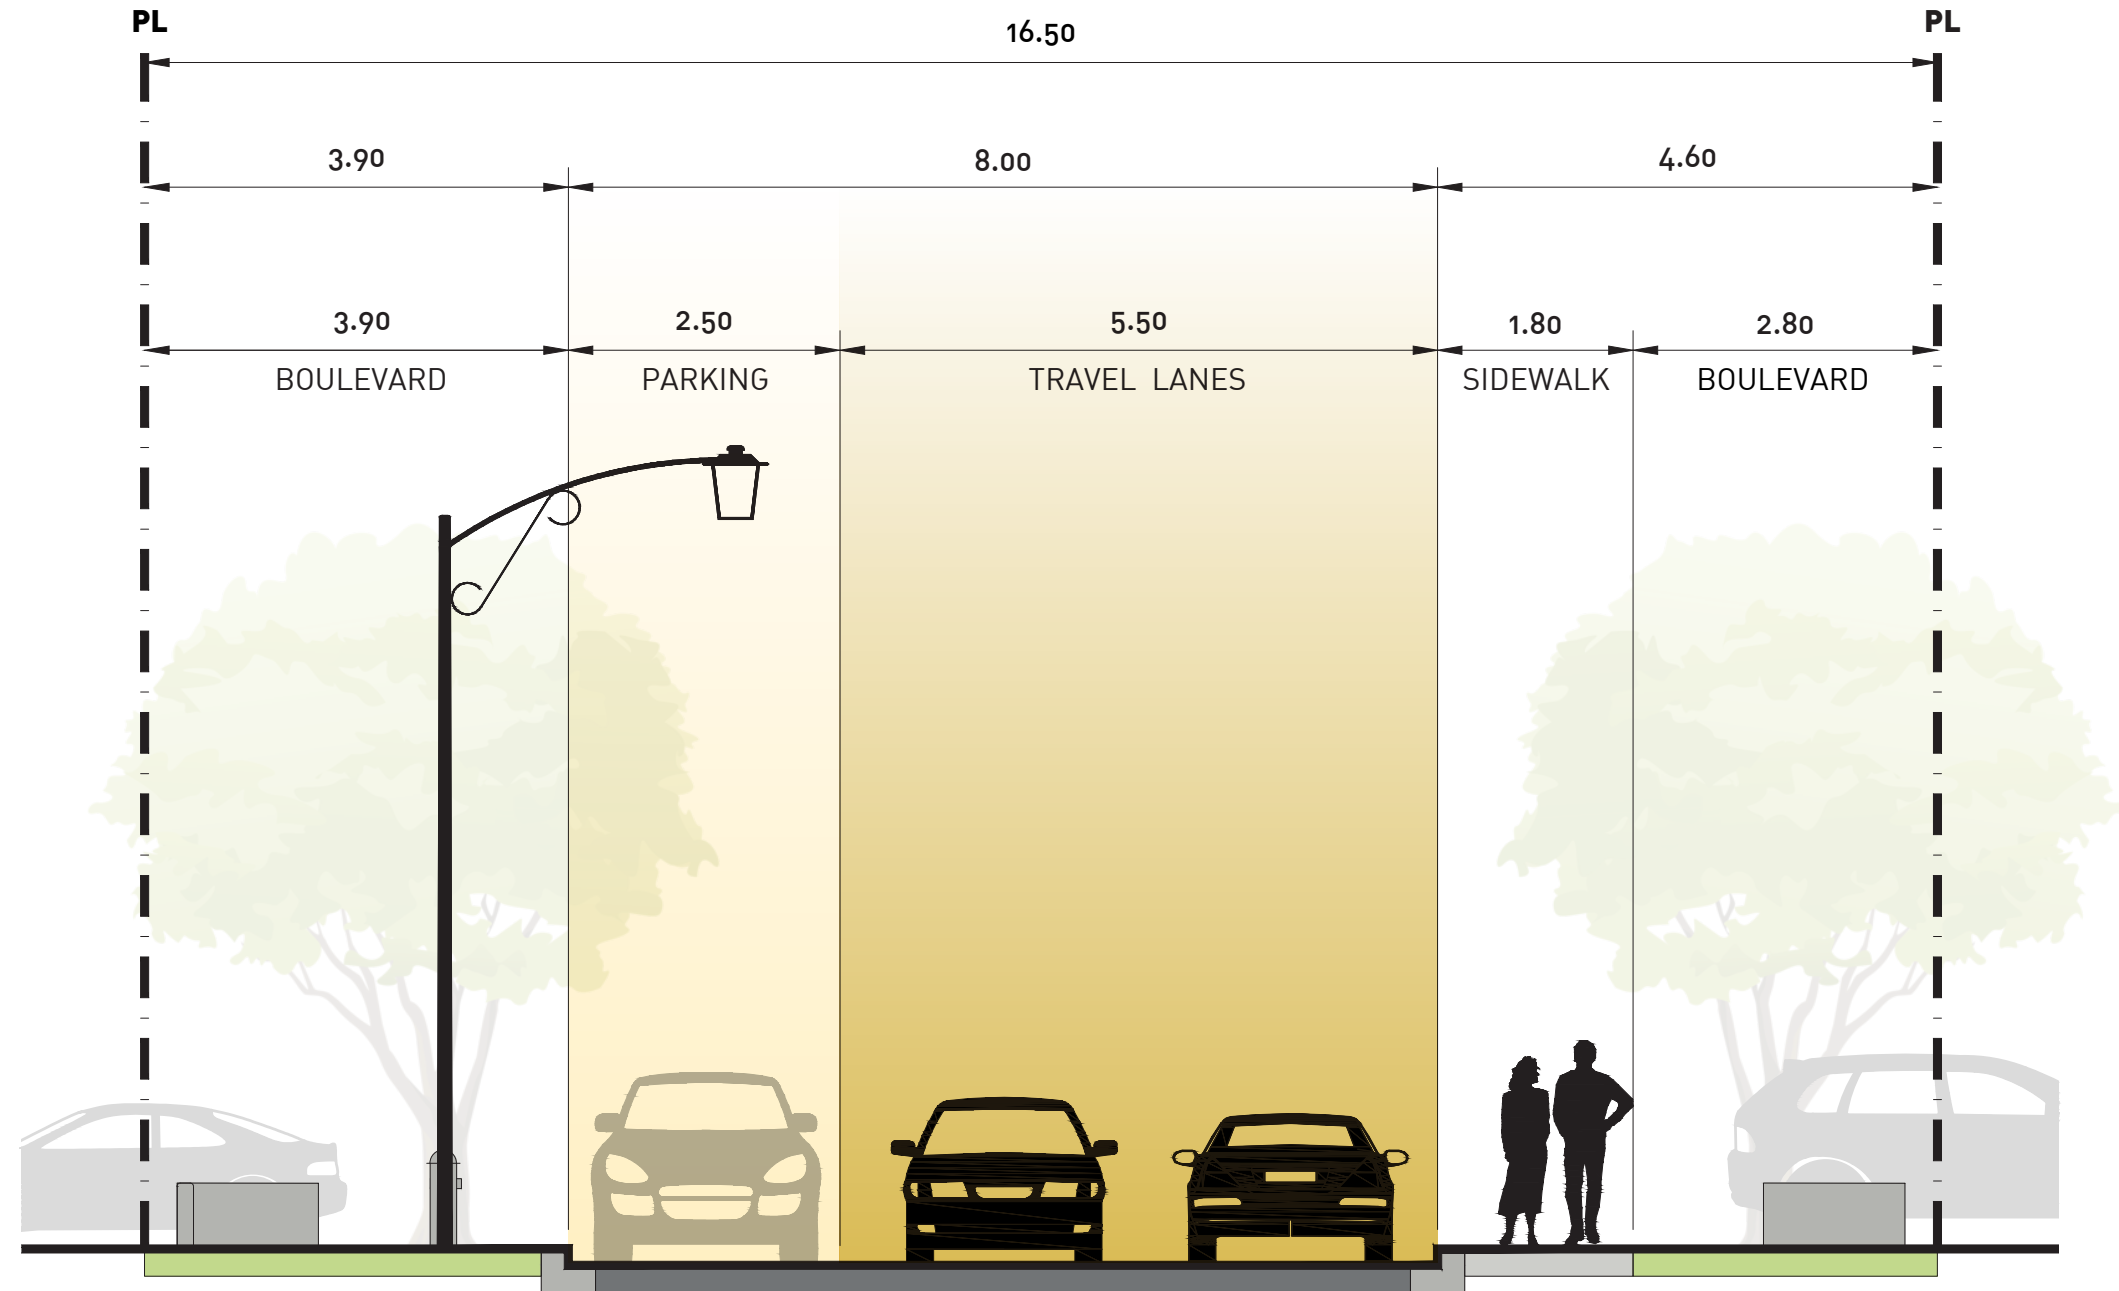 PL PL
16.50
3.90 8.00 4.60
3.90 2.50 5.50 1.80 2.80
BOULEVARD PARKING TRAVEL LANES SIDEWALK BOULEVARD